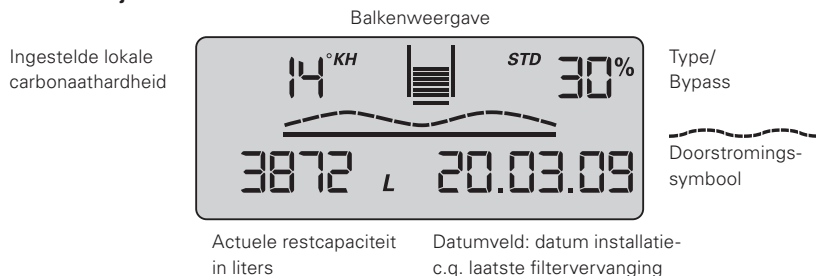 Balkenweergave
Ingestelde lokale
carbonaathardheid
14°KH
STD 30%
Type/
Bypass
3872 L 20.03.09
Doorstromings-
symbool
Actuele restcapaciteit
in liters
Datumveld: datum installatie-
c.q. laatste filtervervanging